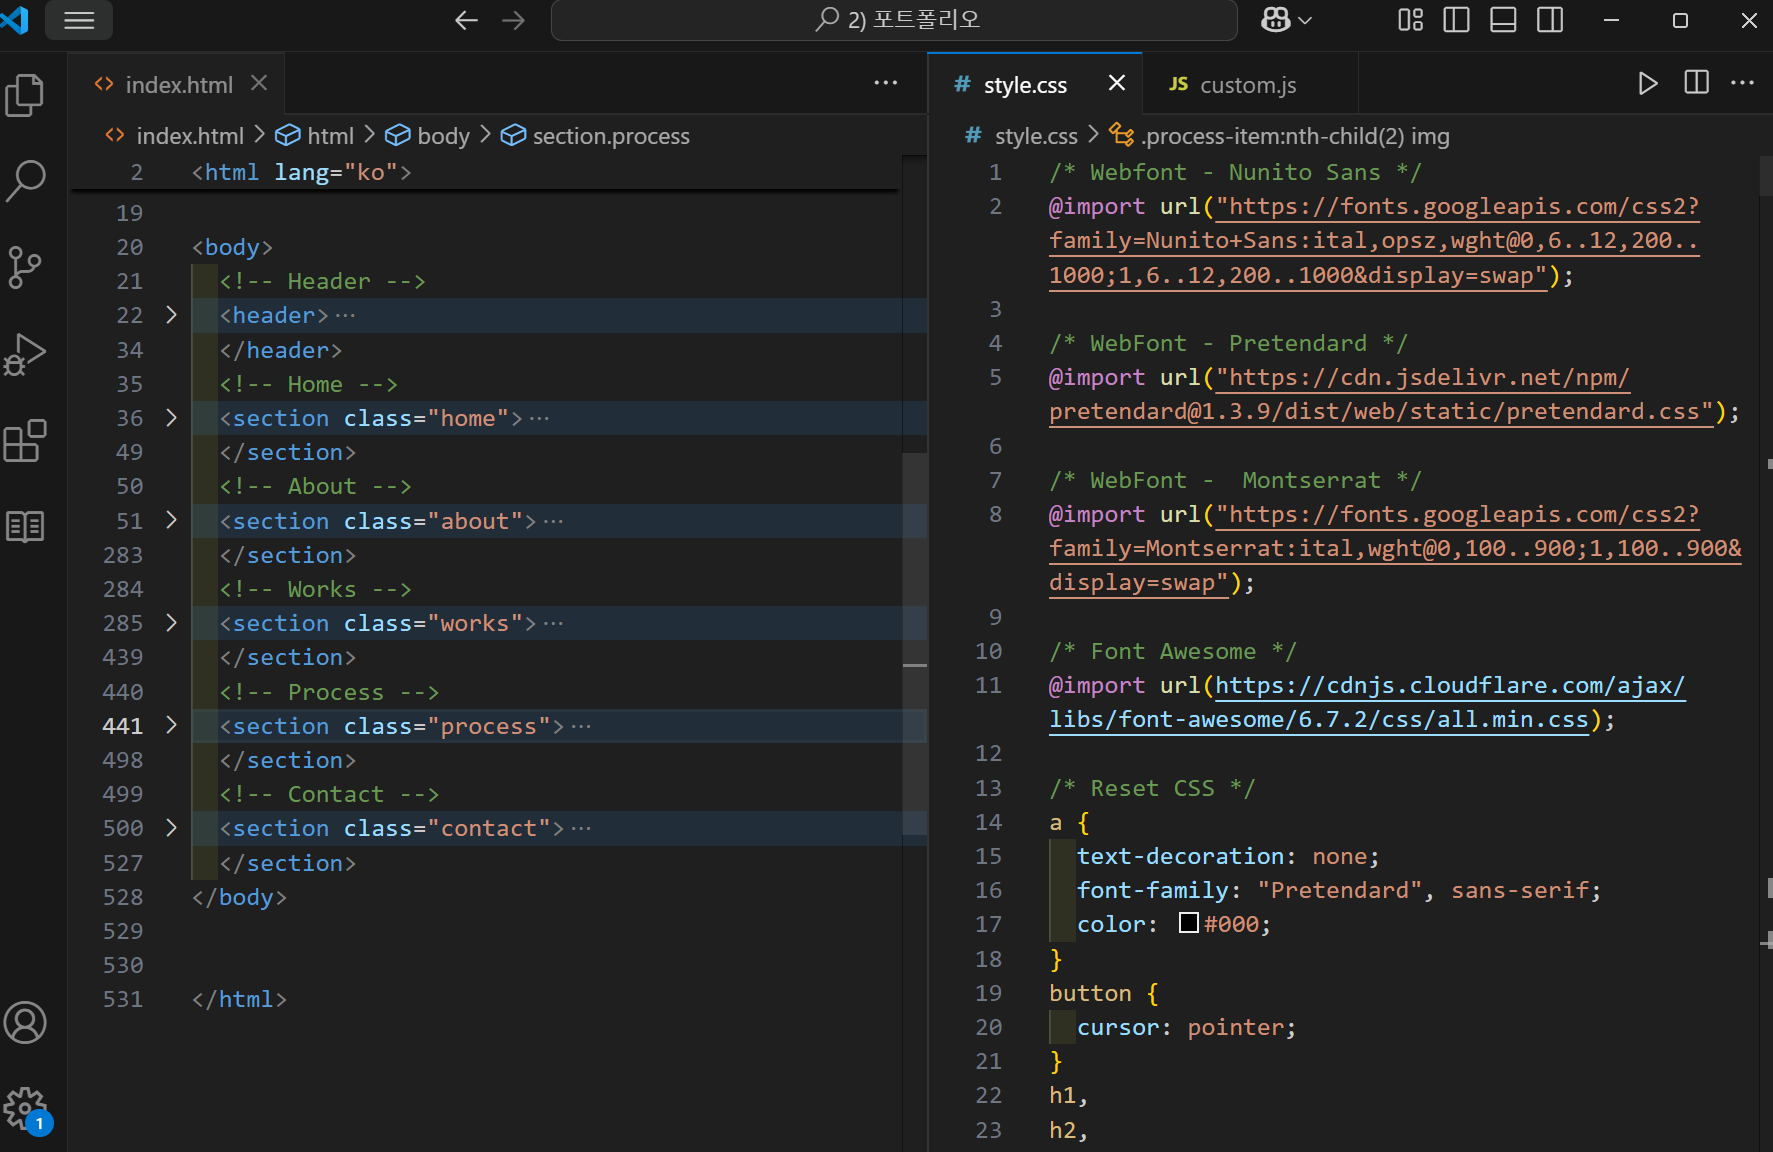 2) 포트폴리오
index.html
index.html > html > body > section.process
2 <html lang="ko">
19
20 <body>
21 <!-- Header -->
22 <header>…
34 </header>
35 <!-- Home -->
36 <section class="home">…
49 </section>
50 <!-- About -->
51 <section class="about">…
283 </section>
284 <!-- Works -->
285 <section class="works">…
439 </section>
440 <!-- Process -->
441 <section class="process">…
498 </section>
499 <!-- Contact -->
500 <section class="contact">…
527 </section>
528 </body>
529
530
531 </html>
1
# style.css
JS custom.js
# style.css > .process-item:nth-child(2) img
1 /* Webfont - Nunito Sans */
2 @import url("https://fonts.googleapis.com/css2?
family=Nunito+Sans:ital,opsz,wght@0,6..12,200..
1000;1,6..12,200..1000&display=swap");
3
4 /* WebFont - Pretendard */
5 @import url("https://cdn.jsdelivr.net/npm/
pretendard@1.3.9/dist/web/static/pretendard.css");
6
7 /* WebFont -  Montserrat */
8 @import url("https://fonts.googleapis.com/css2?
family=Montserrat:ital,wght@0,100..900;1,100..900&
display=swap");
9
10 /* Font Awesome */
11 @import url(https://cdnjs.cloudflare.com/ajax/
libs/font-awesome/6.7.2/css/all.min.css);
12
13 /* Reset CSS */
14 a {
15 text-decoration: none;
16 font-family: "Pretendard", sans-serif;
17 color: #000;
18 }
19 button {
20 cursor: pointer;
21 }
22 h1,
23 h2,